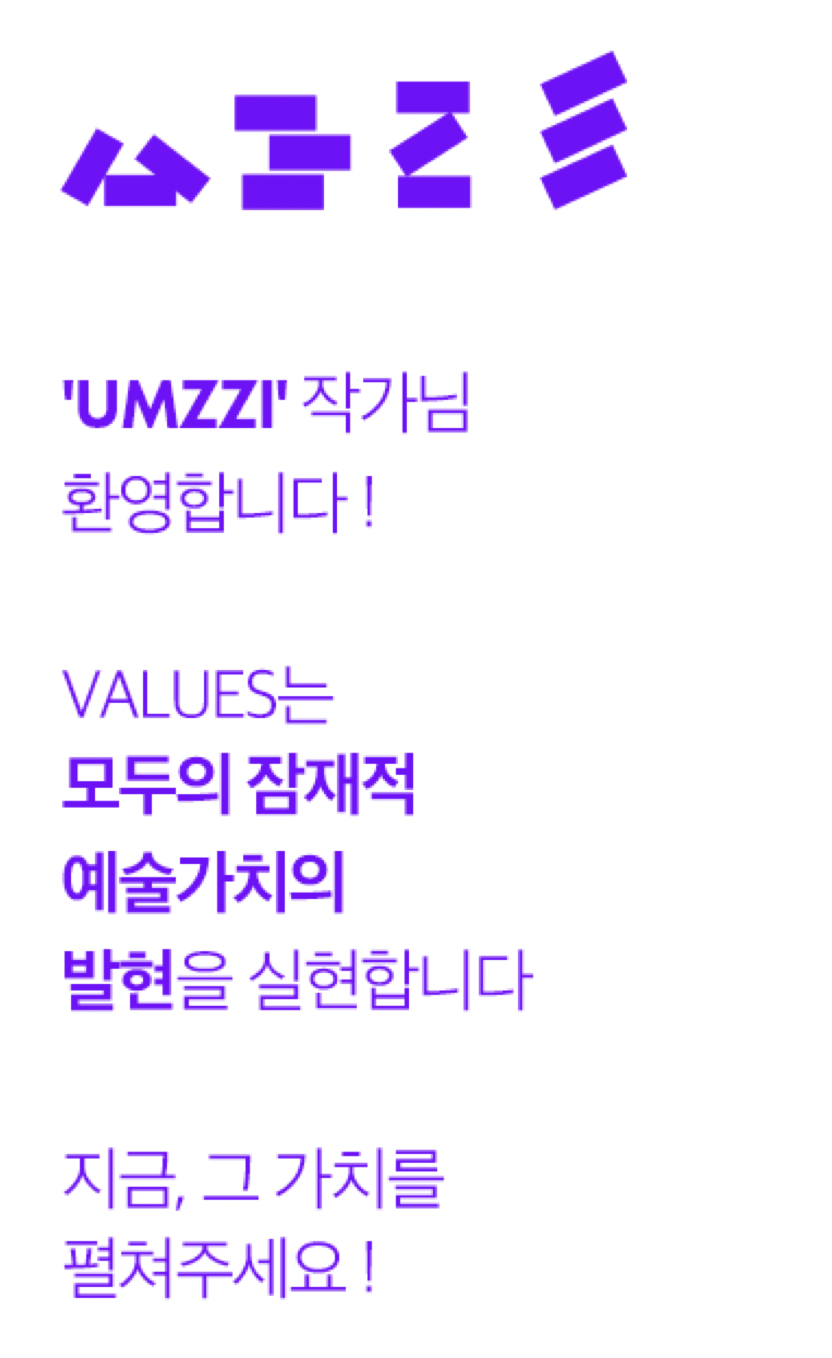 'UMZZI' 작가님
환영합니다 !
VALUES는
모두의 잠재적
예술가치의
발현을 실현합니다
지금, 그 가치를
펼쳐주세요 !